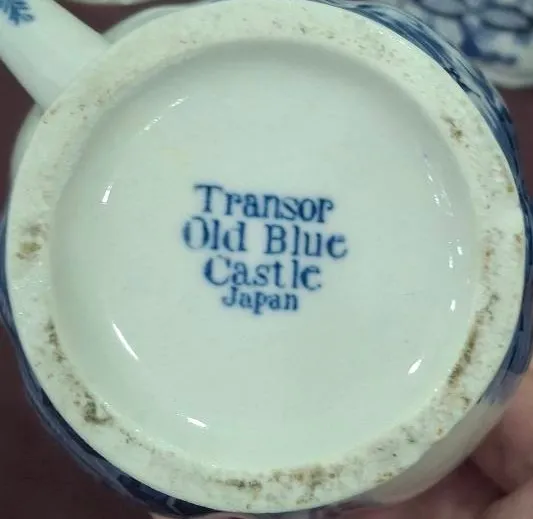 Transor
Old Blue
Castle
Japan